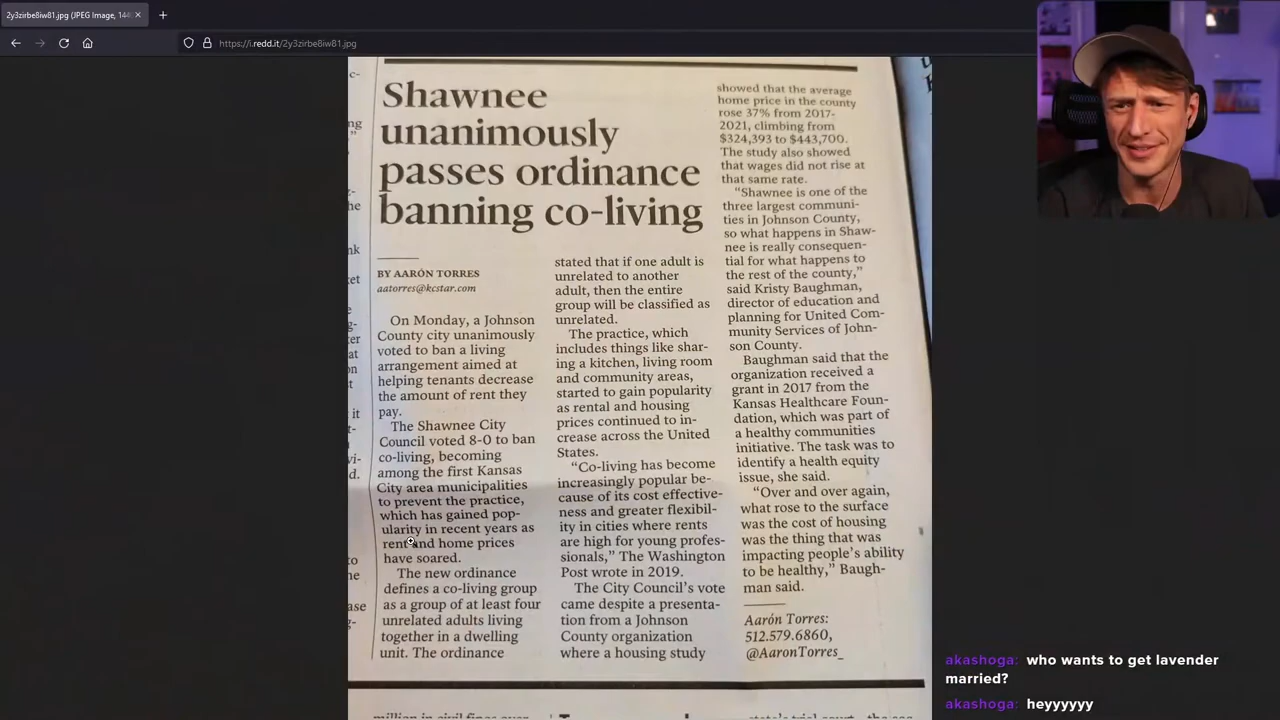 2y3zirbe8iw81.jpg (JPEG Image, 144
https://i.redd.it/2y3zirbe8iw81.jpg
Shawnee
unanimously
passes ordinance
banning co-living
BY AARÓN TORRES
aatorres@kcstar.com
On Monday, a Johnson
County city unanimously
voted to ban a living
arrangement aimed at
helping tenants decrease
the amount of rent they
pay.
The Shawnee City
Council voted 8-0 to ban
co-living, becoming
among the first Kansas
City area municipalities
to prevent the practice,
which has gained pop-
ularity in recent years as
rent and home prices
have soared.
The new ordinance
defines a co-living group
as a group of at least four
unrelated adults living
together in a dwelling
unit. The ordinance
stated that if one adult is
unrelated to another
adult, then the entire
group will be classified as
unrelated.
The practice, which
includes things like shar-
ing a kitchen, living room
and community areas,
started to gain popularity
as rental and housing
prices continued to in-
crease across the United
States.
“Co-living has become
increasingly popular be-
cause of its cost effective-
ness and greater flexibil-
ity in cities where rents
are high for young profes-
sionals,” The Washington
Post wrote in 2019.
The City Council’s vote
came despite a presenta-
tion from a Johnson
County organization
where a housing study
showed that the average
home price in the county
rose 37% from 2017-
2021, climbing from
$324,393 to $443,700.
The study also showed
that wages did not rise at
that same rate.
“Shawnee is one of the
three largest communi-
ties in Johnson County,
so what happens in Shaw-
nee is really consequen-
tial for what happens to
the rest of the county,”
said Kristy Baughman,
director of education and
planning for United Com-
munity Services of John-
son County.
Baughman said that the
organization received a
grant in 2017 from the
Kansas Healthcare Foun-
dation, which was part of
a healthy communities
initiative. The task was to
identify a health equity
issue, she said.
“Over and over again,
what rose to the surface
was the cost of housing
was the thing that was
impacting people’s ability
to be healthy,” Baugh-
man said.
Aarón Torres:
512.579.6860,
@AaronTorres_
akashoga: who wants to get lavender
married?
akashoga: heyyyyyy